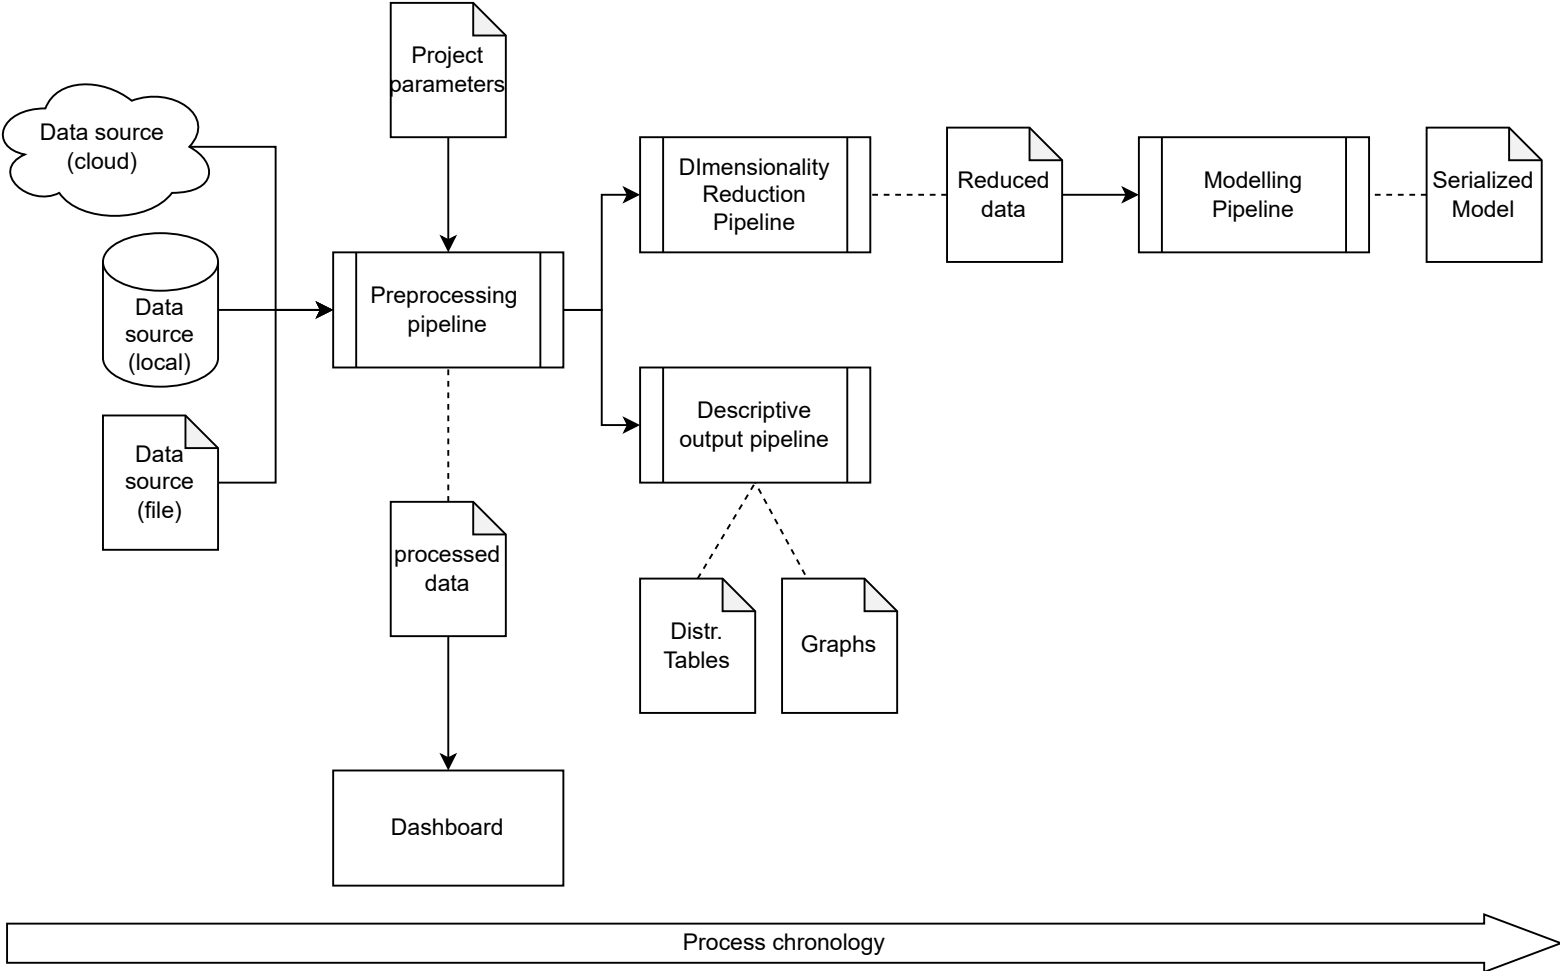 Project
parameters
Data source
(cloud)
DImensionality
Reduction
Pipeline
Reduced
data
Modelling
Pipeline
Serialized
Model
Data
source
(local)
Preprocessing
pipeline
Descriptive
output pipeline
Data
source
(file)
processed
data
Distr.
Tables
Graphs
Dashboard
Process chronology